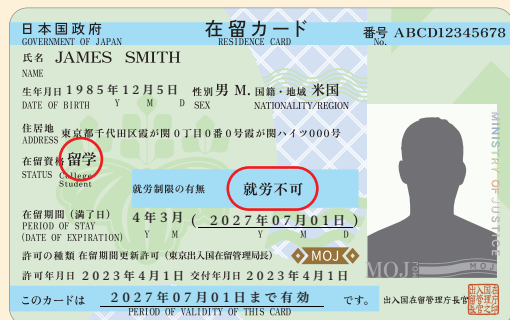 日本国政府 在留カード 番号 ABCD12345678
GOVERNMENT OF JAPAN RESIDENCE CARD No.
氏名 JAMES SMITH
NAME
生年月日 1985年12月5日 性別 男 M. 国籍・地域 米国
DATE OF BIRTH Y M D SEX NATIONALITY/REGION
住居地 東京都千代田区霞が関0丁目0番0号霞が関ハイツ000号
ADDRESS
在留資格 留学
STATUS College Student
就労制限の有無 就労不可
在留期間(満了日) 4年3月(2027年07月01日)
PERIOD OF STAY Y M Y M D
(DATE OF EXPIRATION)
許可の種類 在留期間更新許可(東京出入国在留管理局長) MOJ
許可年月日 2023年4月1日 交付年月日 2023年4月1日
このカードは 2027年07月01日まで有効 です。
PERIOD OF VALIDITY OF THIS CARD
MINISTRY OF JUSTICE
MOJ MOJ
出入国在留管理庁長官